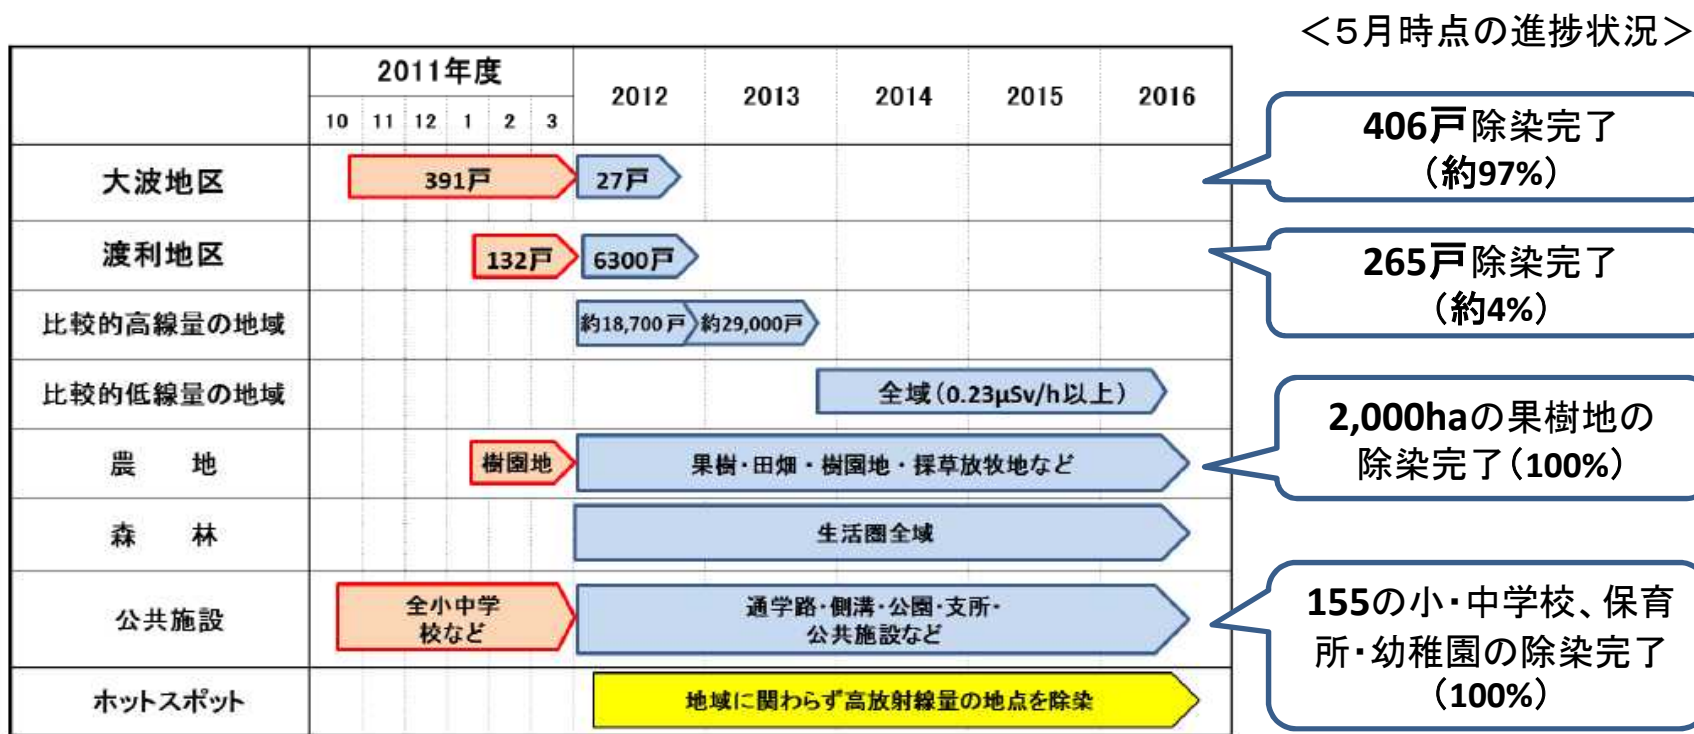 ＜5月時点の進捗状況＞
2011年度
2012 2013 2014 2015 2016
10 11 12 1 2 3
大波地区 391戸 27戸
406戸除染完了
（約97%）
渡利地区 132戸 6300戸
265戸除染完了
（約4%）
比較的高線量の地域 約18,700戸 約29,000戸
比較的低線量の地域 全域（0.23μSv/h以上）
農 地 樹園地 果樹・田畑・樹園地・採草放牧地など
2,000haの果樹地の
除染完了（100%）
森 林 生活圏全域
公共施設
全小中学
校など
通学路・側溝・公園・支所・
公共施設など
155の小・中学校、保育
所・幼稚園の除染完了
（100%）
ホットスポット 地域に関わらず高放射線量の地点を除染